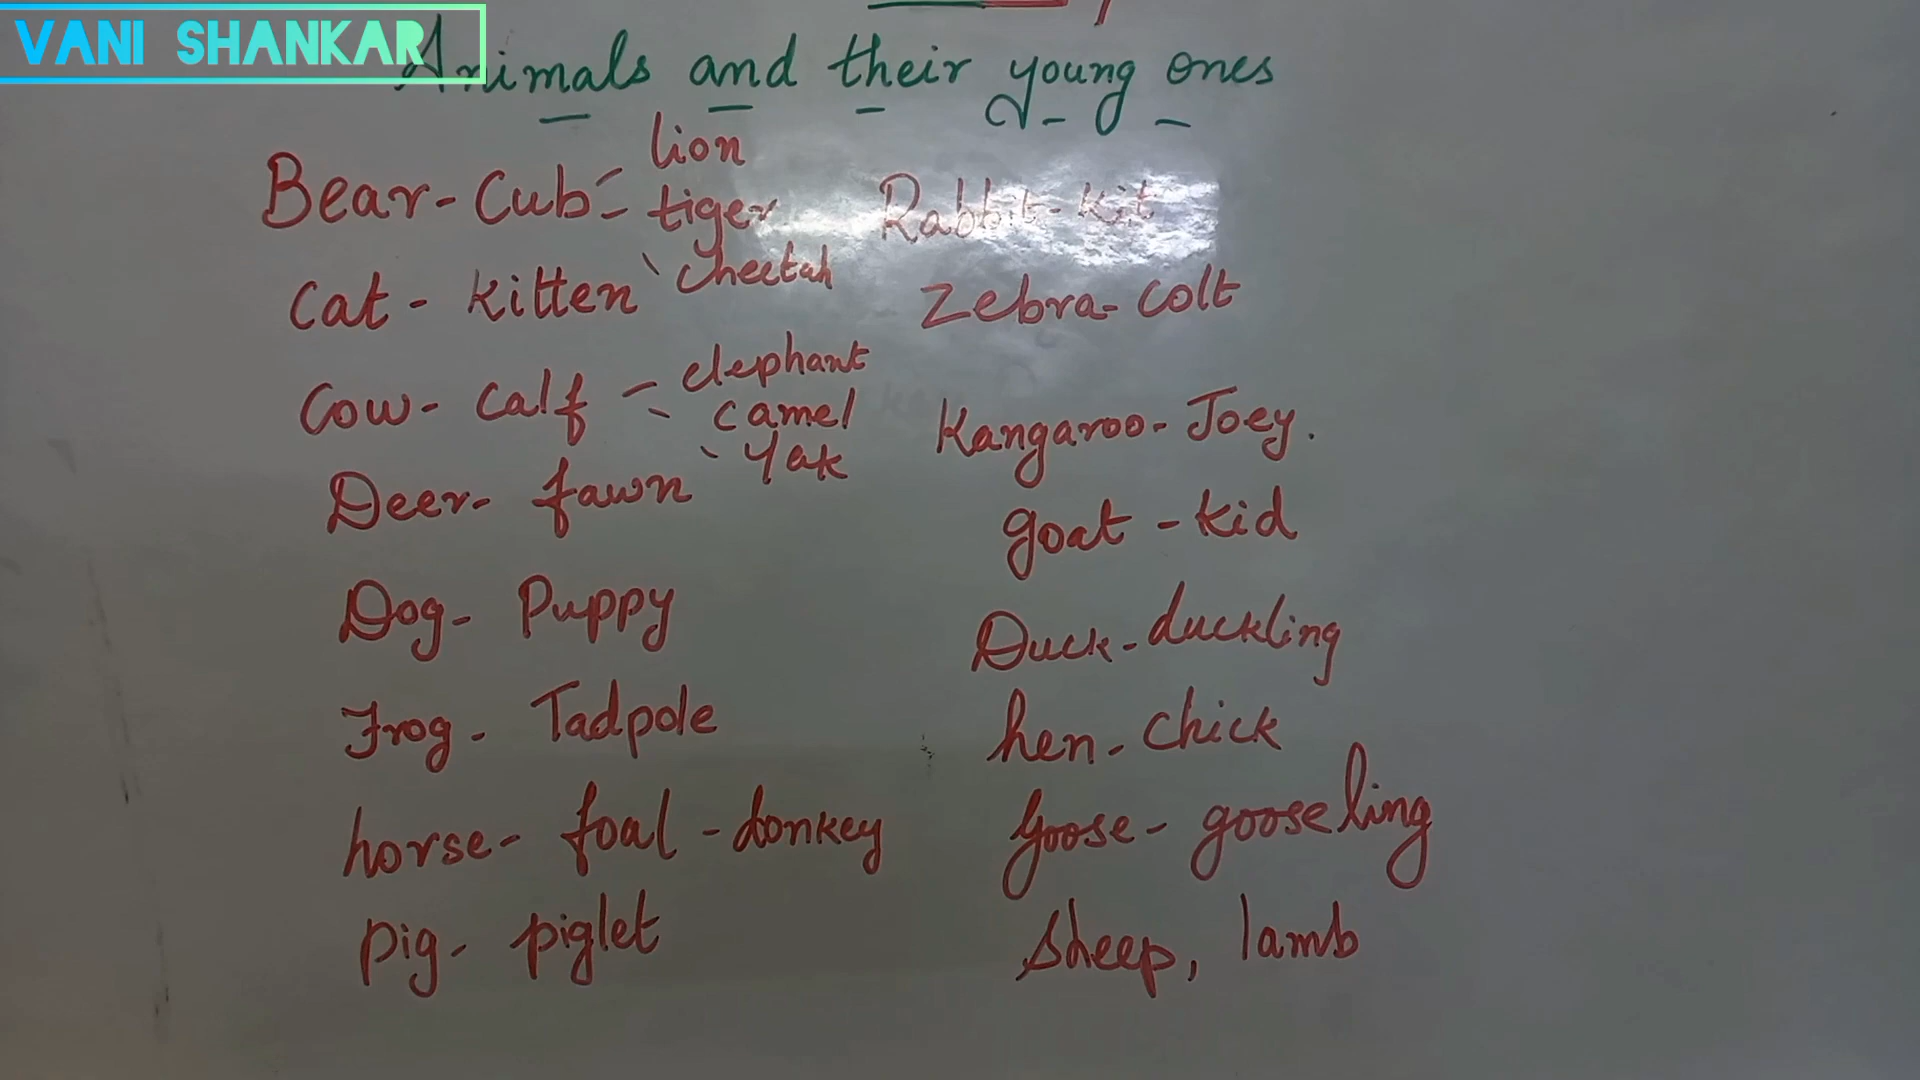 VANI SHANKAR
Animals and their young ones
Bear - Cub - lion
tiger
cheetah
Cat - kitten
Cow - calf - elephant
camel
Yak
Deer - fawn
Dog - Puppy
Frog - Tadpole
horse - foal - donkey
pig - piglet
Rabbit - kit
Zebra - colt
Kangaroo - Joey.
goat - kid
Duck - duckling
hen - chick
Goose - gooseling
sheep, lamb